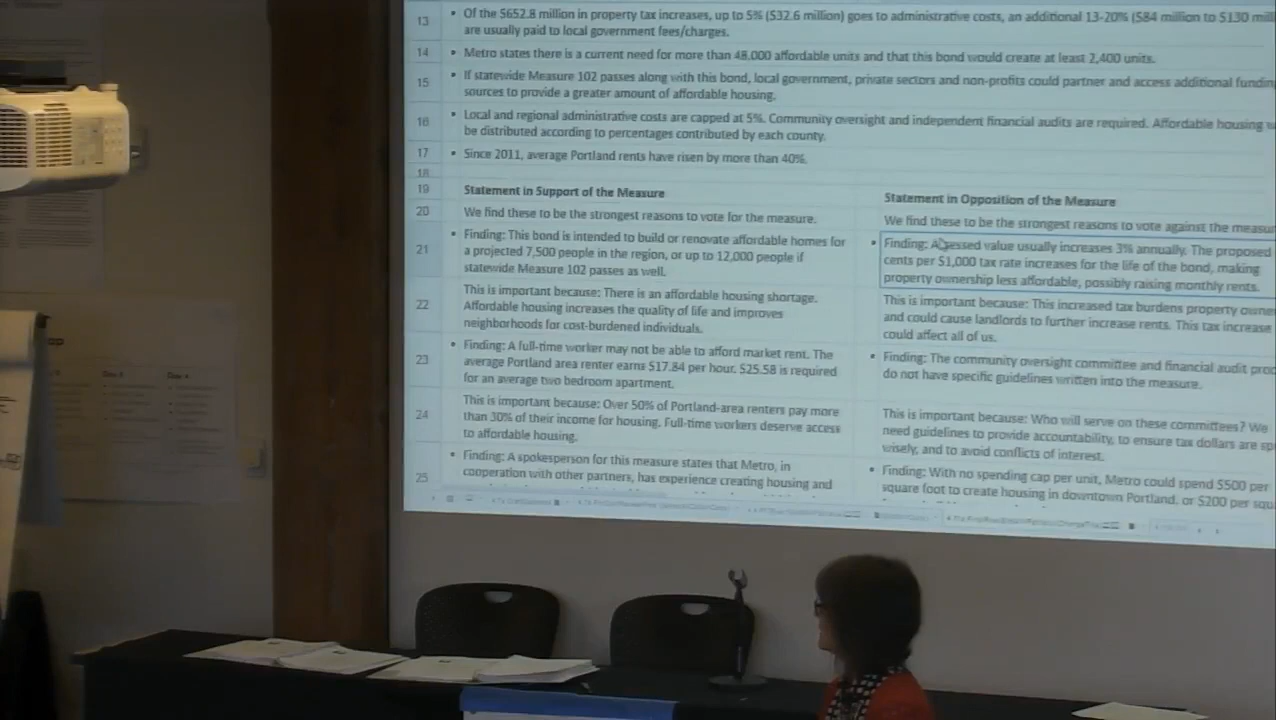 13 • Of the $652.8 million in property tax increases, up to 5% ($32.6 million) goes to administrative costs, an additional 13-20% ($84 million to $130
are usually paid to local government fees/charges.
14 • Metro states there is a current need for more than 48,000 affordable units and that this bond would create at least 2,400 units.
15 • If statewide Measure 102 passes along with this bond, local government, private sectors and non-profits could partner and access additional
sources to provide a greater amount of affordable housing.
16 • Local and regional administrative costs are capped at 5%. Community oversight and independent financial audits are required. Affordable housing
be distributed according to percentages contributed by each county.
17 • Since 2011, average Portland rents have risen by more than 40%.
18
19 Statement in Support of the Measure
20 We find these to be the strongest reasons to vote for the measure.
21 • Finding: This bond is intended to build or renovate affordable homes for
a projected 7,500 people in the region, or up to 12,000 people if
statewide Measure 102 passes as well.
22 This is important because: There is an affordable housing shortage.
Affordable housing increases the quality of life and improves
neighborhoods for cost-burdened individuals.
23 • Finding: A full-time worker may not be able to afford market rent. The
average Portland area renter earns $17.84 per hour. $25.58 is required
for an average two bedroom apartment.
24 This is important because: Over 50% of Portland-area renters pay more
than 30% of their income for housing. Full-time workers deserve access
to affordable housing.
25 • Finding: A spokesperson for this measure states that Metro, in
cooperation with other partners, has experience creating housing and
Statement in Opposition of the Measure
We find these to be the strongest reasons to vote against the
• Finding: Assessed value usually increases 3% annually. The proposed
cents per $1,000 tax rate increases for the life of the bond, making
property ownership less affordable, possibly raising monthly rents.
This is important because: This increased tax burdens property
and could cause landlords to further increase rents. This tax increase
could affect all of us.
• Finding: The community oversight committee and financial audit
do not have specific guidelines written into the measure.
This is important because: Who will serve on these committees? We
need guidelines to provide accountability, to ensure tax dollars are
wisely, and to avoid conflicts of interest.
• Finding: With no spending cap per unit, Metro could spend $500 per
square foot to create housing in downtown Portland, or $200 per